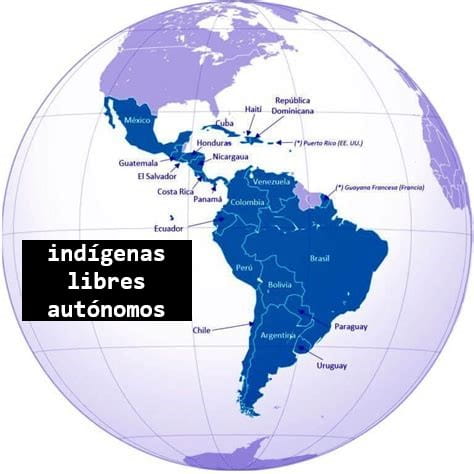 México
Cuba
Haití
República
Dominicana
(*) Puerto Rico (EE. UU.)
Honduras
Guatemala
Nicaragua
El Salvador
Costa Rica
Panamá
Venezuela
(*) Guayana Francesa (Francia)
Colombia
Ecuador
indígenas
libres
autónomos
Perú
Brasil
Bolivia
Chile
Paraguay
Argentina
Uruguay